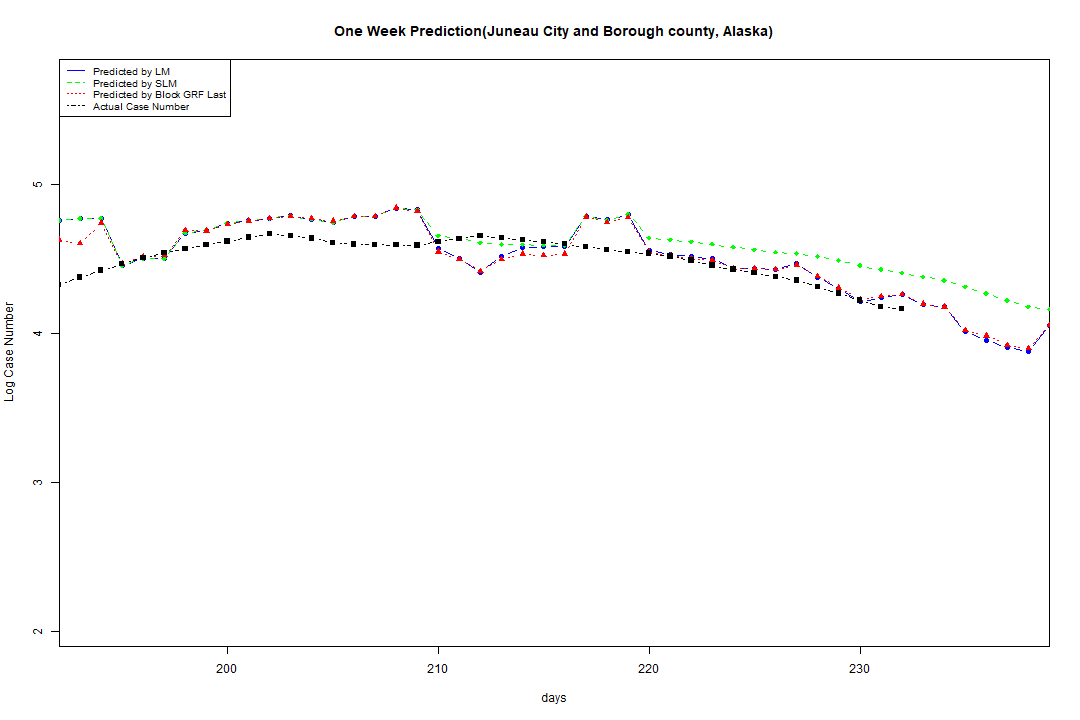 One Week Prediction(Juneau City and Borough county, Alaska)
Predicted by LM
Predicted by SLM
Predicted by Block GRF Last
Actual Case Number
5
4
3
2
Log Case Number
200 210 220 230
days